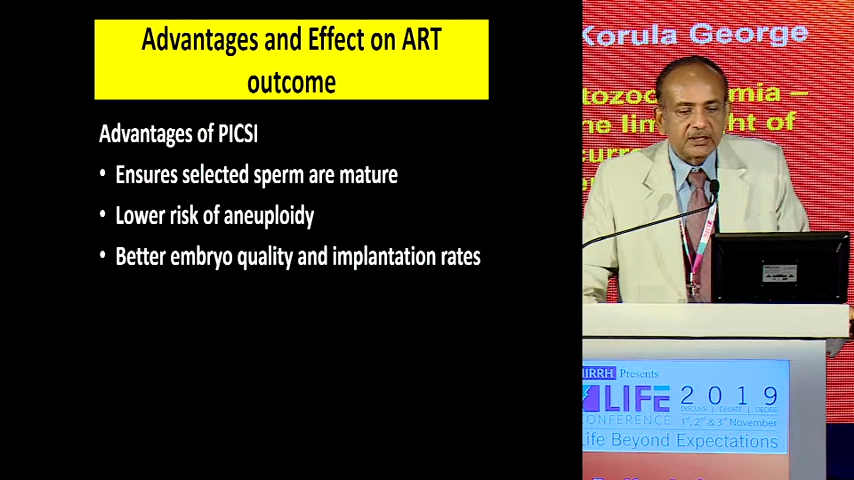 Advantages and Effect on ART
outcome
Advantages of PICSI
• Ensures selected sperm are mature
• Lower risk of aneuploidy
• Better embryo quality and implantation rates
Korula George
IIRRH Presents
LIFE 2019
DISCUSS | DEBATE | DECIDE
CONFERENCE 1st, 2nd & 3rd November
Life Beyond Expectations